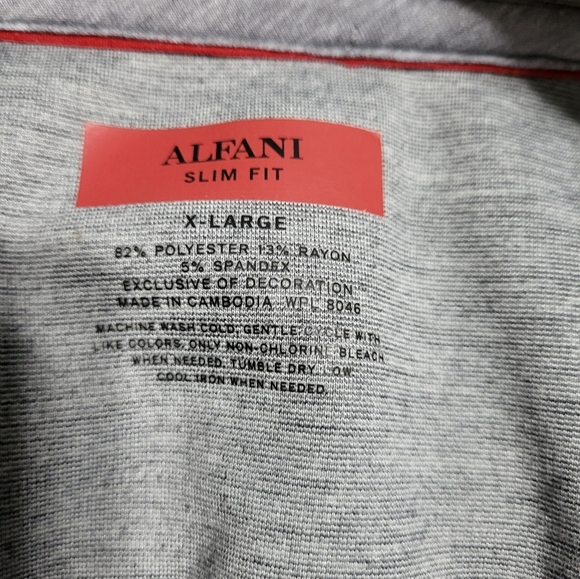 ALFANI
SLIM FIT
X-LARGE
82% POLYESTER 13% RAYON
5% SPANDEX
EXCLUSIVE OF DECORATION
MADE IN CAMBODIA WPL 8046
MACHINE WASH COLD, GENTLE CYCLE WITH
LIKE COLORS. ONLY NON-CHLORINE BLEACH
WHEN NEEDED. TUMBLE DRY LOW.
COOL IRON WHEN NEEDED.